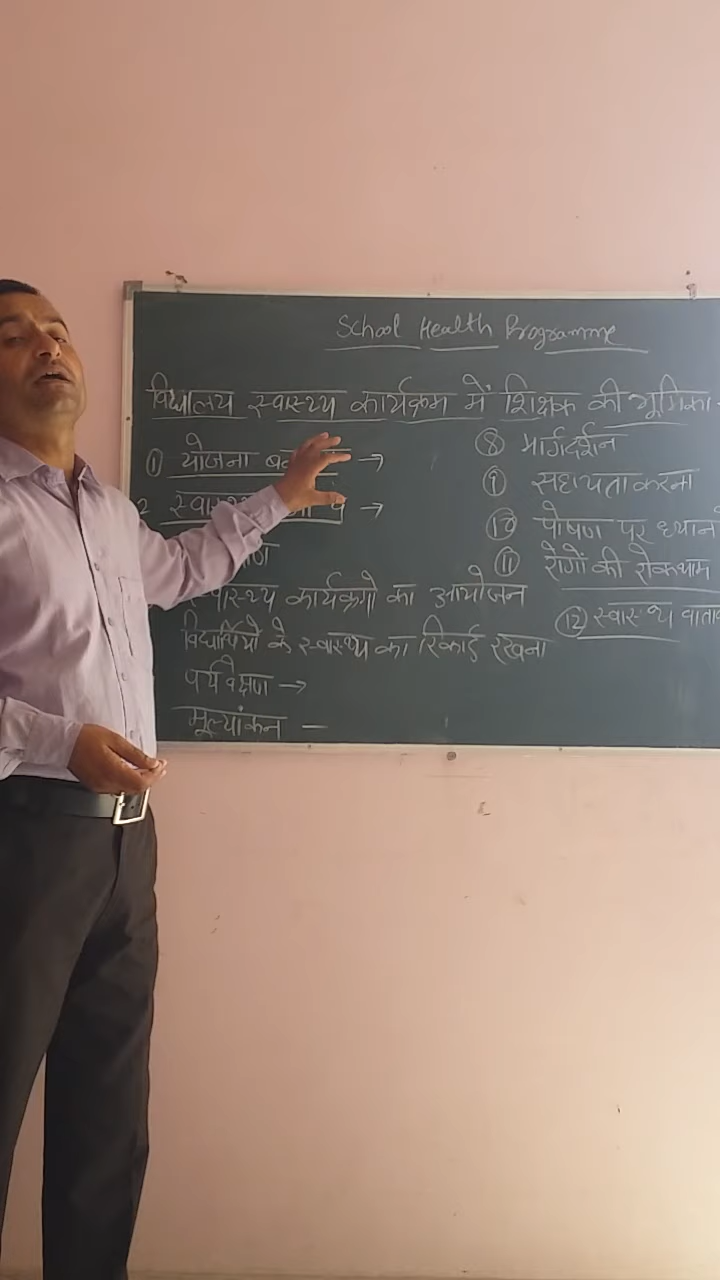 School Health Programme
विद्यालय स्वास्थ्य कार्यक्रम में शिक्षक की भूमिका -
① योजना →
2 →
स्वास्थ्य कार्यक्रमो का आयोजन
विद्यार्थियो के स्वास्थ्य का रिकार्ड रखना
पर्यवेक्षण →
मूल्यांकन —
⑧ मार्गदर्शन
⑨ सहायता करना
⑩ पोषण पर ध्यान
⑪ रोगों की रोकथाम
⑫ स्वास्थ्य